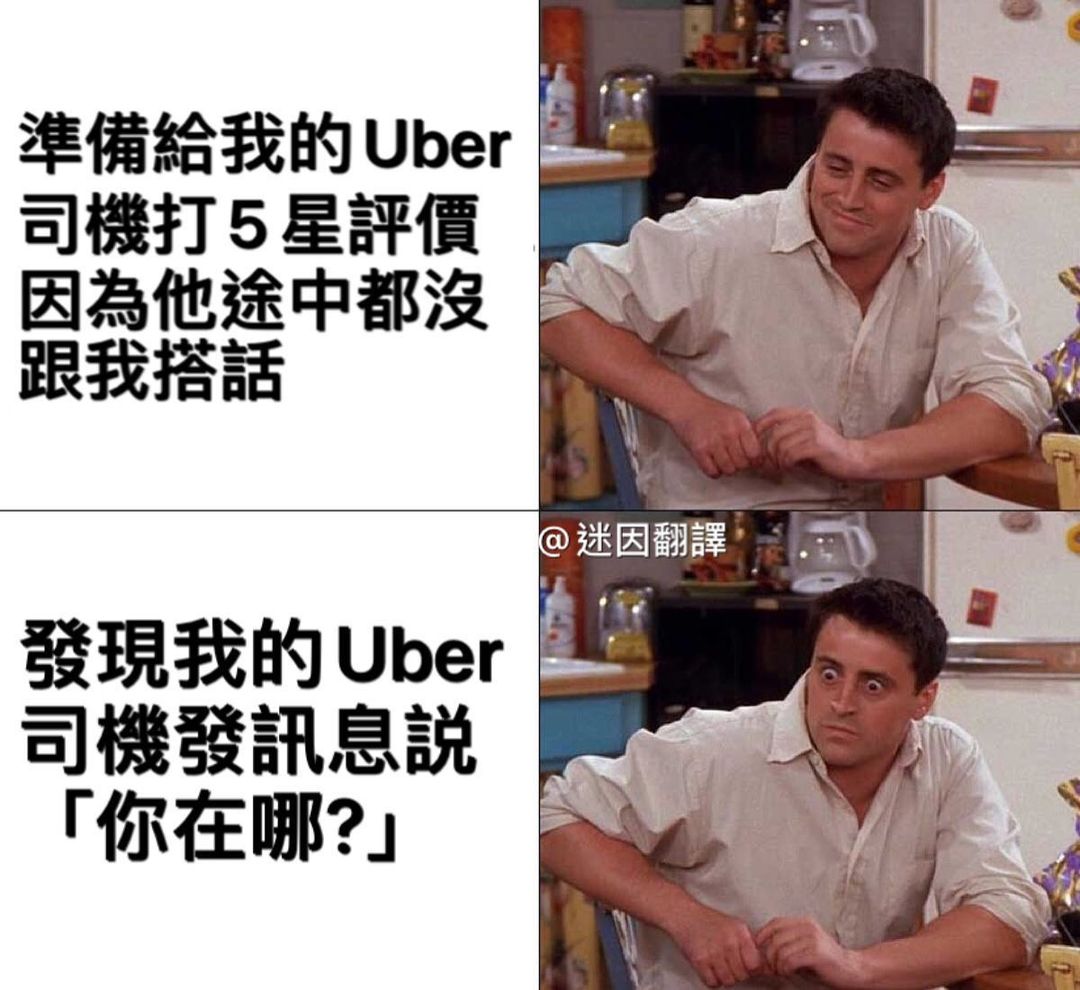 準備給我的Uber
司機打5星評價
因為他途中都沒
跟我搭話
@迷因翻譯
發現我的Uber
司機發訊息説
「你在哪?」